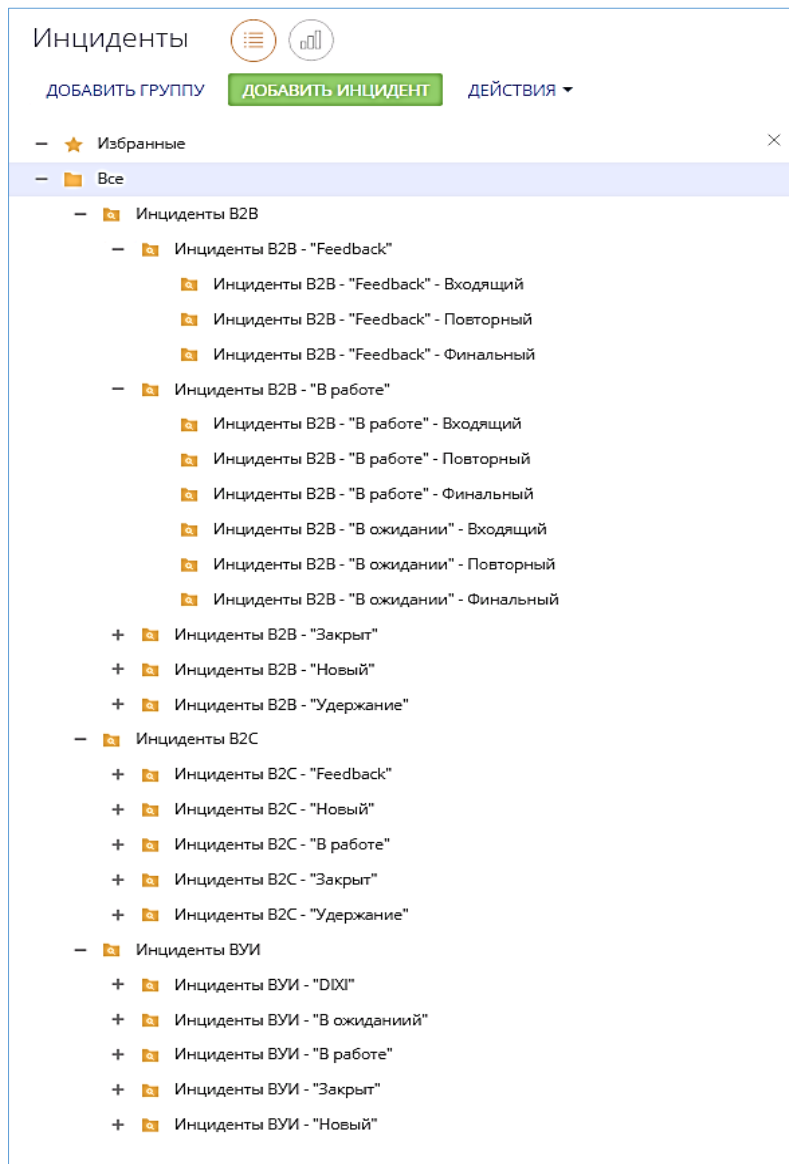 Инциденты
ДОБАВИТЬ ГРУППУ ДОБАВИТЬ ИНЦИДЕНТ ДЕЙСТВИЯ
Избранные
Все
Инциденты B2B
Инциденты B2B - "Feedback"
Инциденты B2B - "Feedback" - Входящий
Инциденты B2B - "Feedback" - Повторный
Инциденты B2B - "Feedback" - Финальный
Инциденты B2B - "В работе"
Инциденты B2B - "В работе" - Входящий
Инциденты B2B - "В работе" - Повторный
Инциденты B2B - "В работе" - Финальный
Инциденты B2B - "В ожидании" - Входящий
Инциденты B2B - "В ожидании" - Повторный
Инциденты B2B - "В ожидании" - Финальный
Инциденты B2B - "Закрыт"
Инциденты B2B - "Новый"
Инциденты B2B - "Удержание"
Инциденты B2C
Инциденты B2C - "Feedback"
Инциденты B2C - "Новый"
Инциденты B2C - "В работе"
Инциденты B2C - "Закрыт"
Инциденты B2C - "Удержание"
Инциденты ВУИ
Инциденты ВУИ - "DIXI"
Инциденты ВУИ - "В ожиданиий"
Инциденты ВУИ - "В работе"
Инциденты ВУИ - "Закрыт"
Инциденты ВУИ - "Новый"